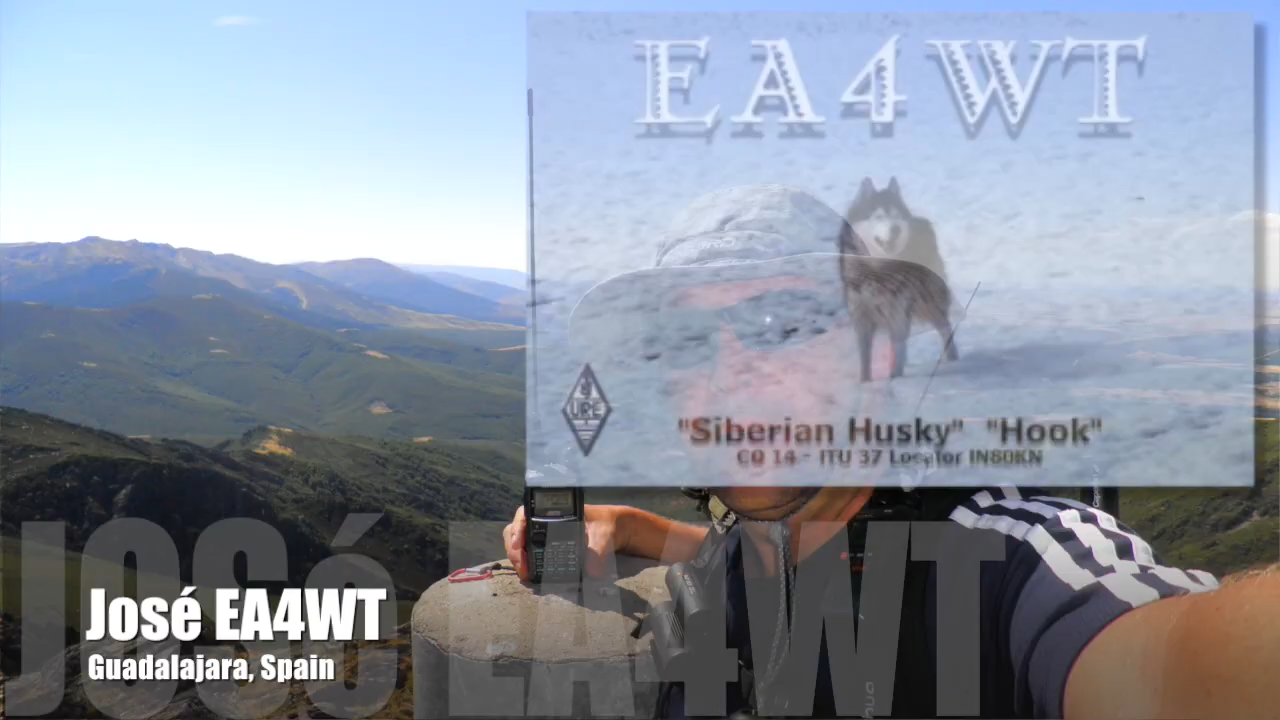 EA4WT
URE
"Siberian Husky" "Hook"
CQ 14 - ITU 37 Locator IN80KN
JOSé EA4WT
José EA4WT
Guadalajara, Spain